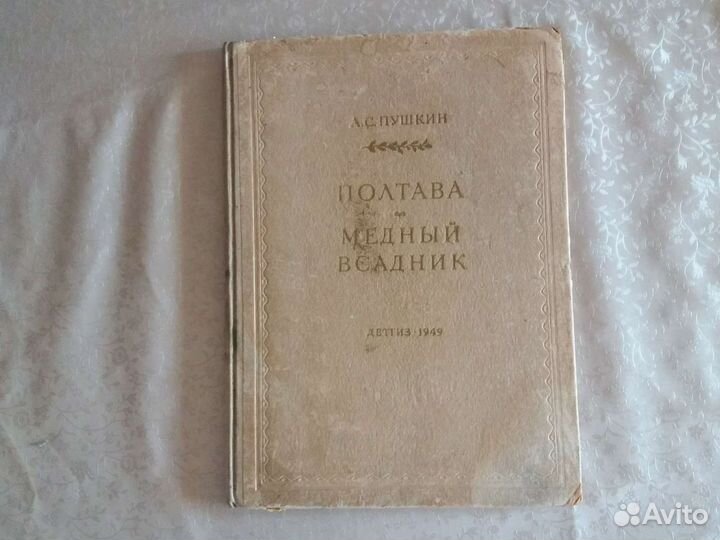 А.С.ПУШКИН
ПОЛТАВА
МЕДНЫЙ
ВСАДНИК
ДЕТГИЗ·1949
Avito